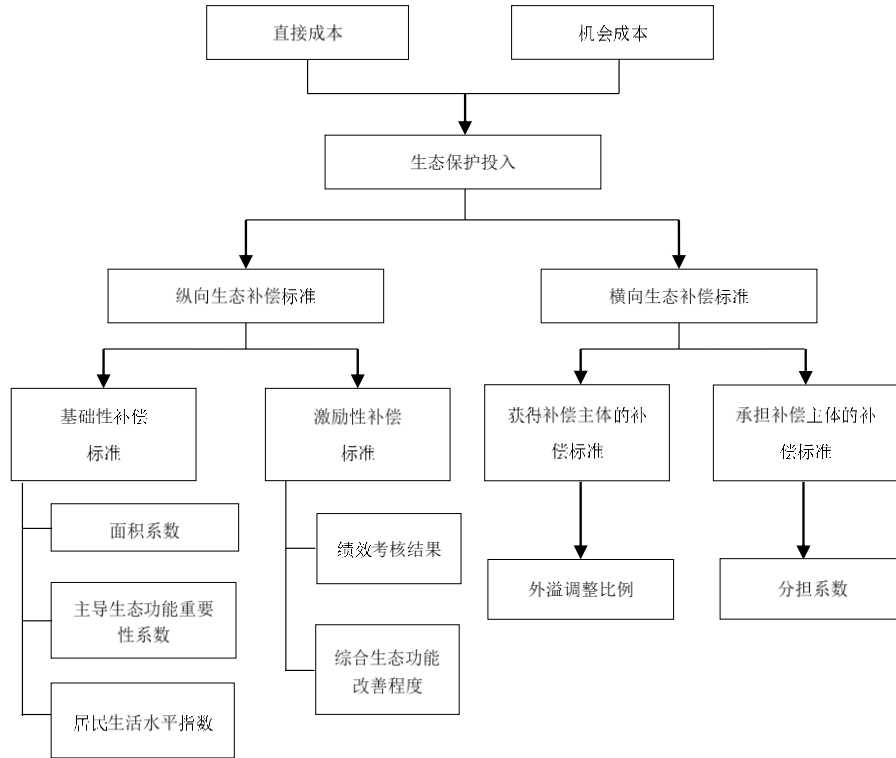 直接成本
机会成本
生态保护投入
纵向生态补偿标准
横向生态补偿标准
基础性补偿
标准
激励性补偿
标准
获得补偿主体的补
偿标准
承担补偿主体的补
偿标准
面积系数
绩效考核结果
外溢调整比例
分担系数
主导生态功能重要
性系数
综合生态功能
改善程度
居民生活水平指数